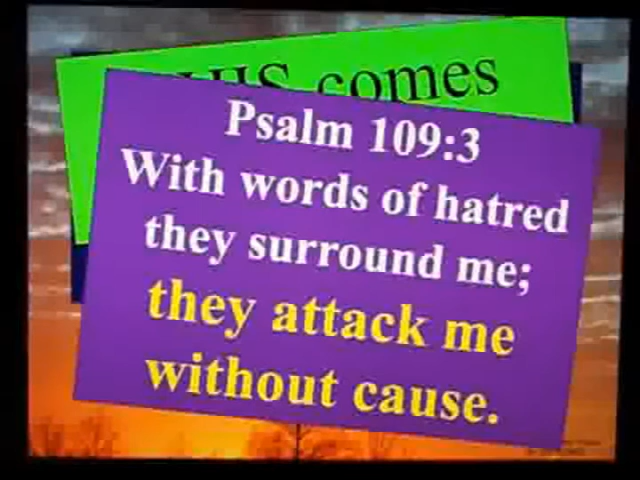 comes
Psalm 109:3
With words of hatred
they surround me;
they attack me
without cause.